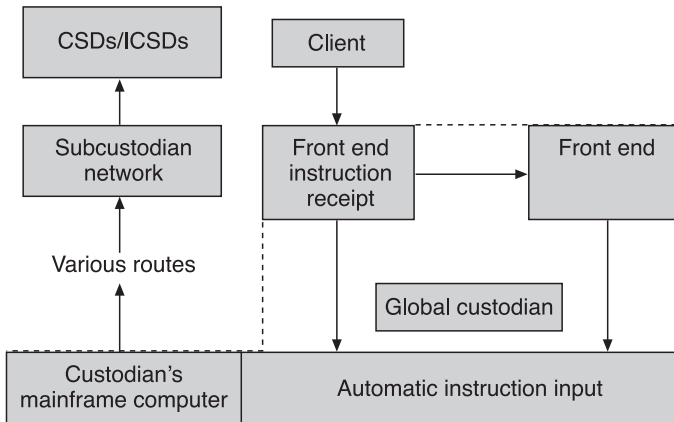 CSDs/ICSDs
Client
Subcustodian
network
Front end
instruction
receipt
Front end
Various routes
Global custodian
Custodian's
mainframe computer
Automatic instruction input